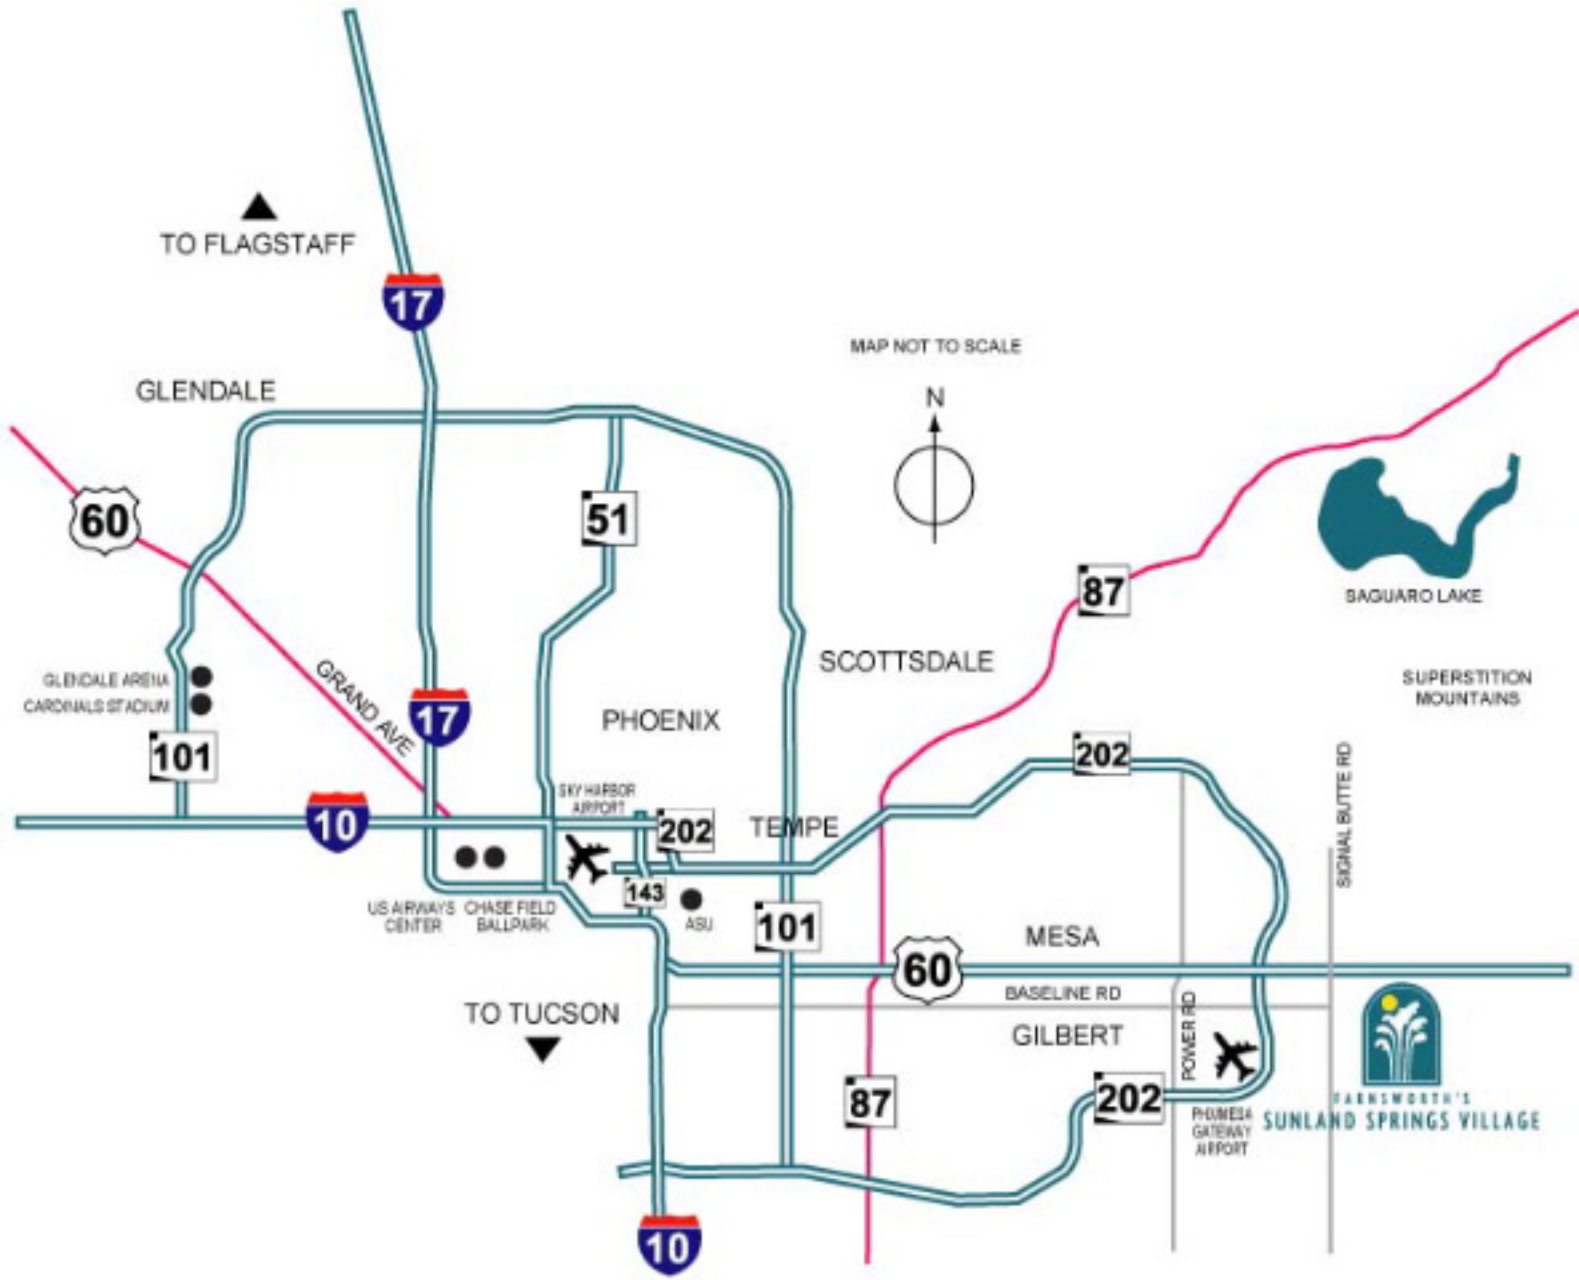 TO FLAGSTAFF
17
MAP NOT TO SCALE
GLENDALE
N
60
51
87
SAGUARO LAKE
SCOTTSDALE
GLENDALE ARENA
CARDINALS STADIUM
GRAND AVE
17
PHOENIX
SUPERSTITION
MOUNTAINS
101
202
SIGNAL BUTTE RD
SKY HARBOR
AIRPORT
10
202
TEMPE
143
US AIRWAYS
CENTER
CHASE FIELD
BALLPARK
ASU
101
MESA
60
BASELINE RD
TO TUCSON
GILBERT
POWER RD
87
202
FARNSWORTH'S
SUNLAND SPRINGS VILLAGE
GATEWAY
AIRPORT
10